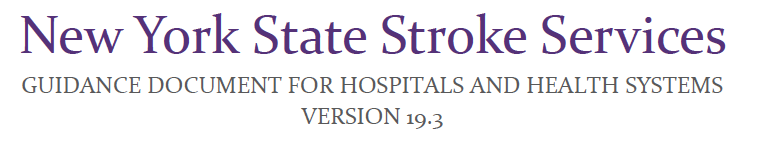 New York State Stroke Services
GUIDANCE DOCUMENT FOR HOSPITALS AND HEALTH SYSTEMS
VERSION 19.3